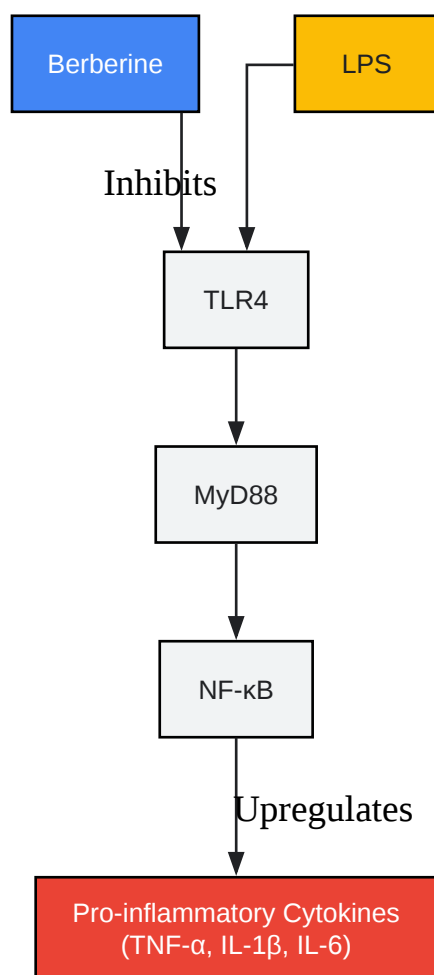 Berberine
LPS
Inhibits
TLR4
MyD88
NF-κB
Upregulates
Pro-inflammatory Cytokines
(TNF-α, IL-1β, IL-6)